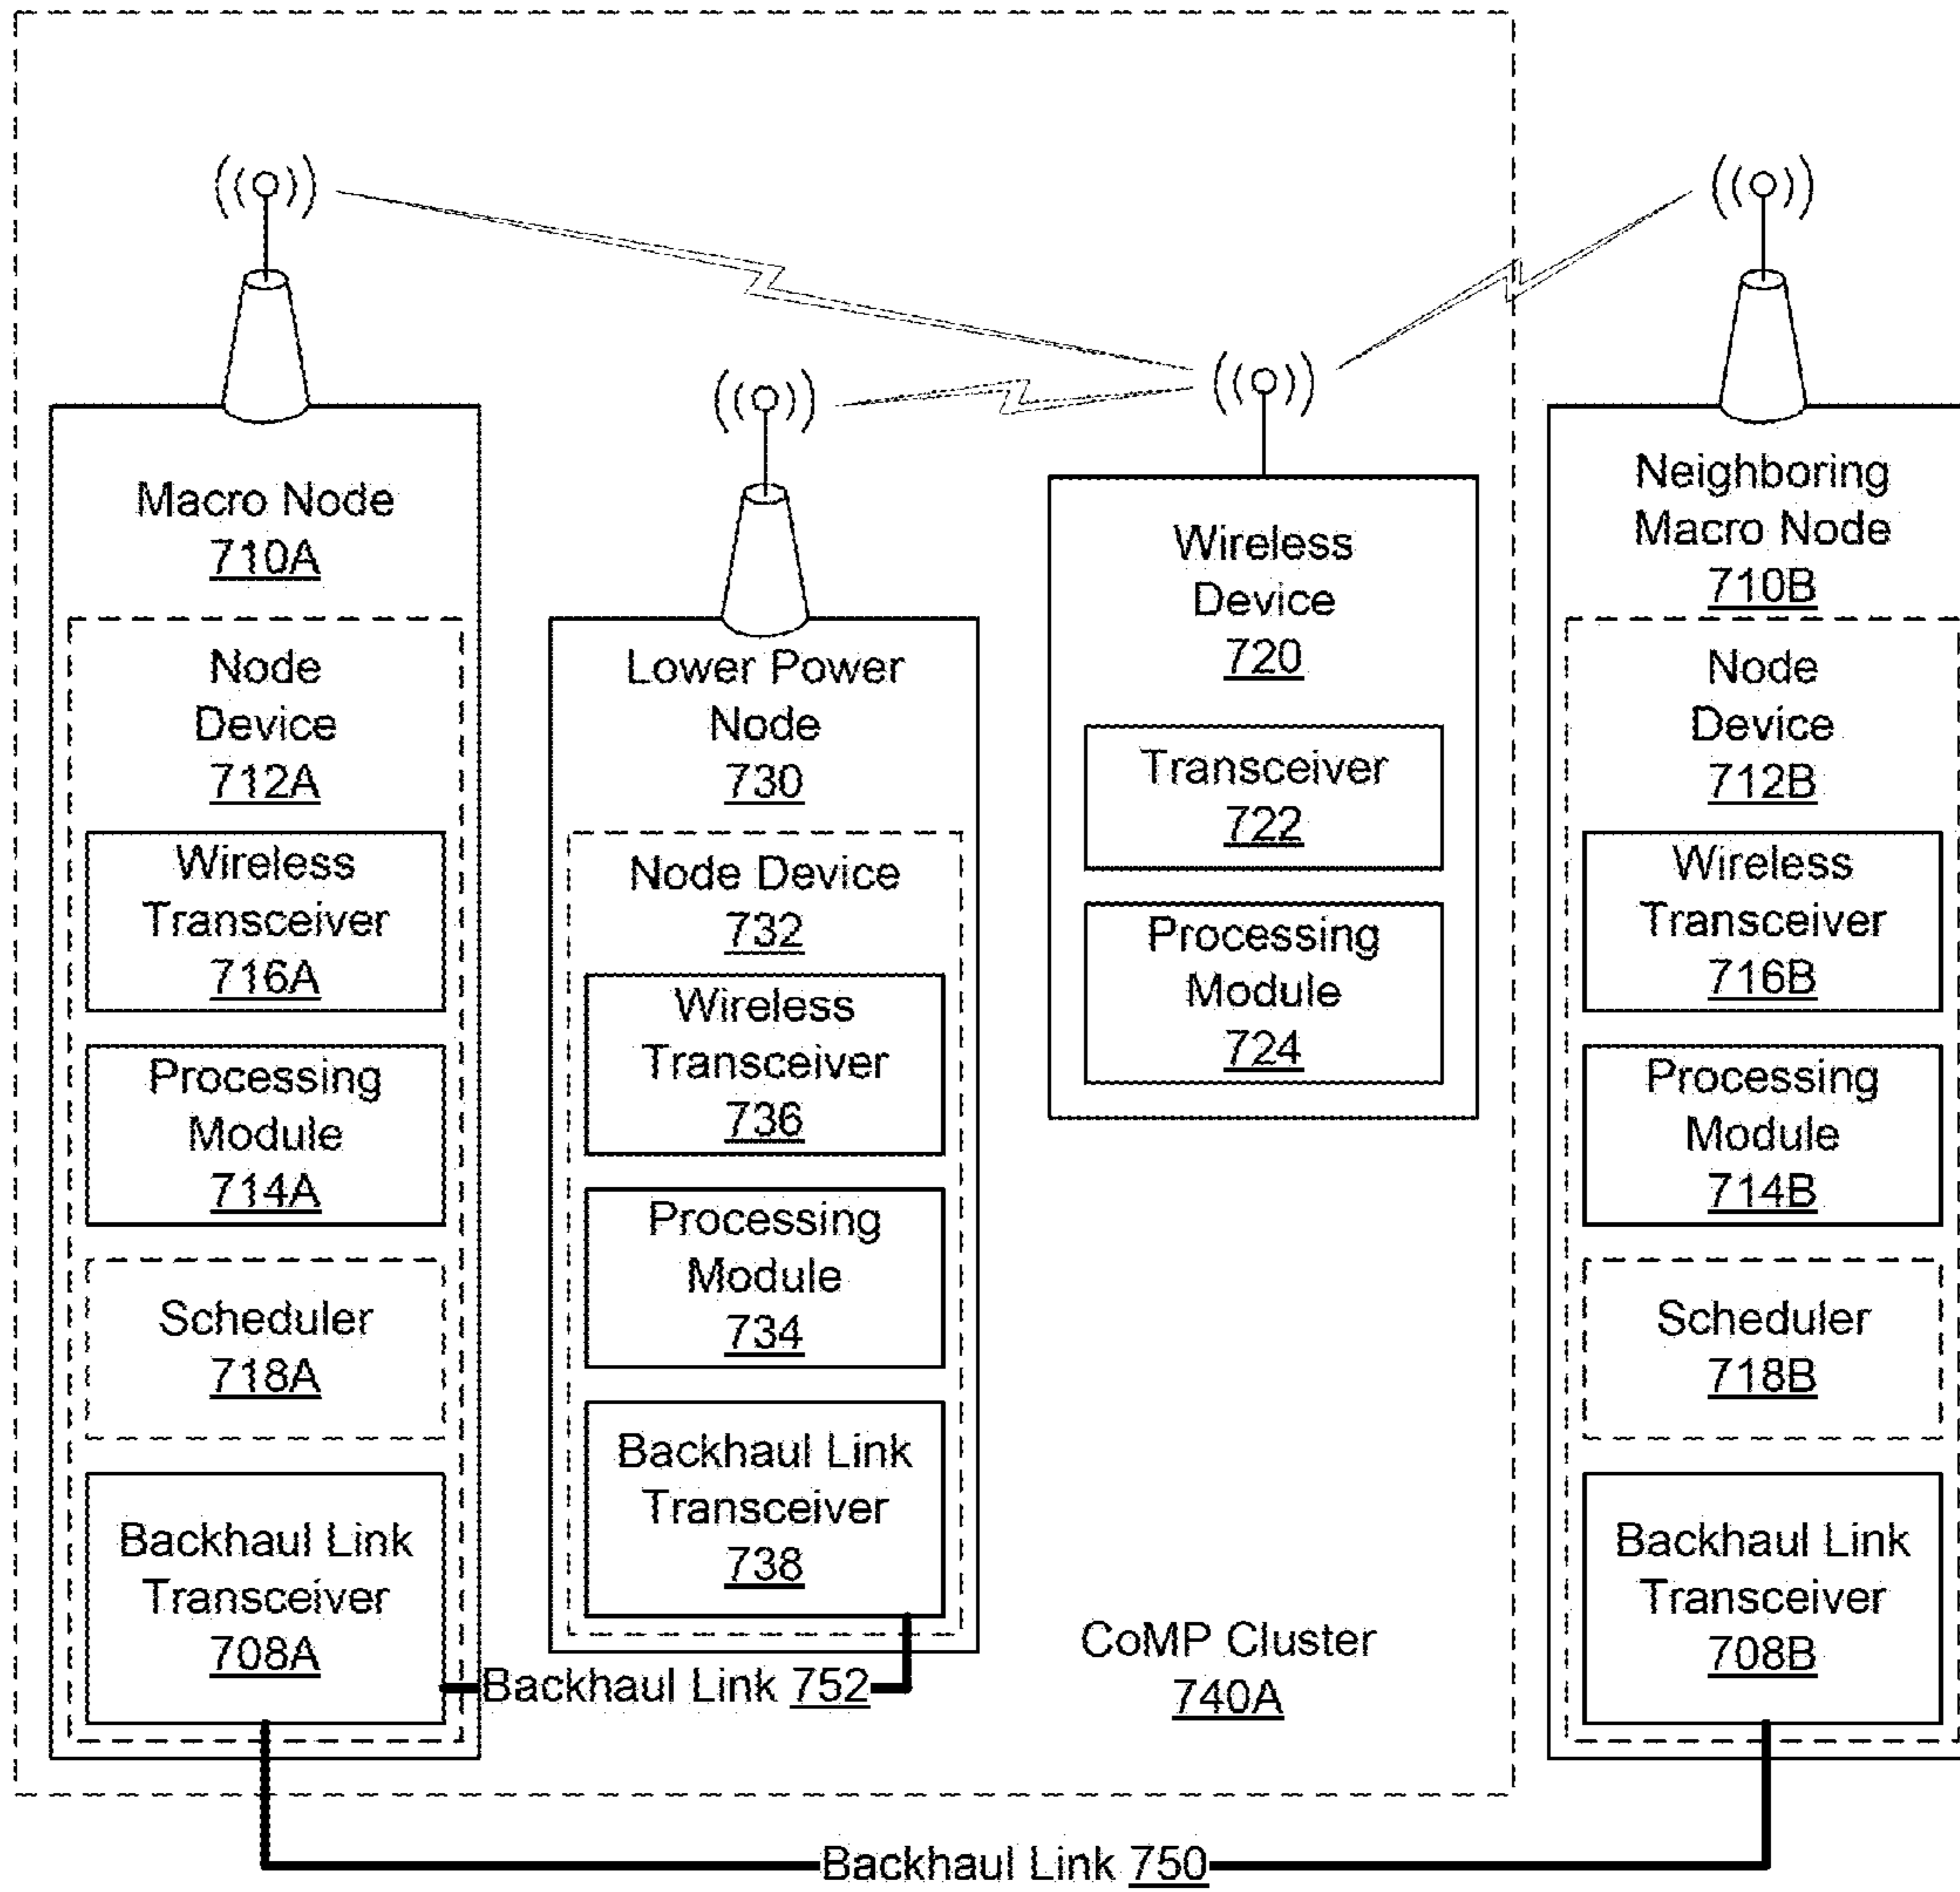 Macro Node
710A
Node
Device
712A
Wireless
Transceiver
716A
Processing
Module
714A
Scheduler
718A
Backhaul Link
Transceiver
708A
Lower Power
Node
730
Node Device
732
Wireless
Transceiver
736
Processing
Module
734
Backhaul Link
Transceiver
738
Backhaul Link 752
Wireless
Device
720
Transceiver
722
Processing
Module
724
CoMP Cluster
740A
Neighboring
Macro Node
710B
Node
Device
712B
Wireless
Transceiver
716B
Processing
Module
714B
Scheduler
718B
Backhaul Link
Transceiver
708B
Backhaul Link 750